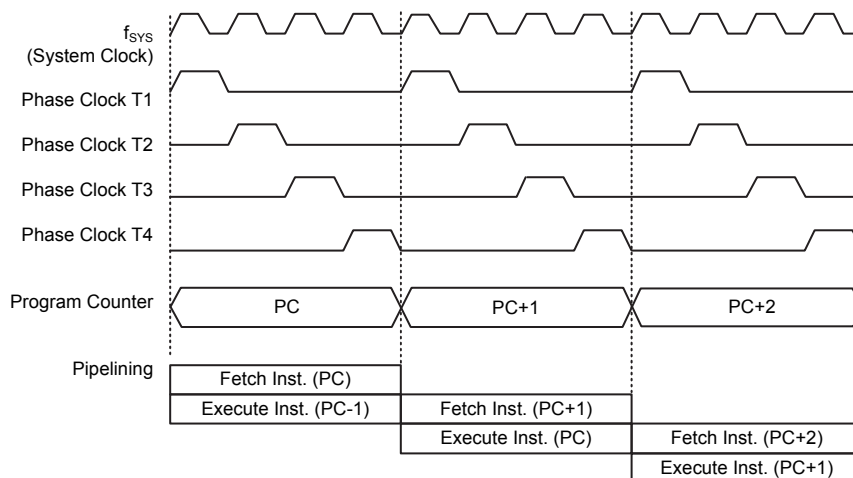 fSYS
(System Clock)
Phase Clock T1
Phase Clock T2
Phase Clock T3
Phase Clock T4
Program Counter PC PC+1 PC+2
Pipelining
Fetch Inst. (PC)
Execute Inst. (PC-1) Fetch Inst. (PC+1)
Execute Inst. (PC) Fetch Inst. (PC+2)
Execute Inst. (PC+1)